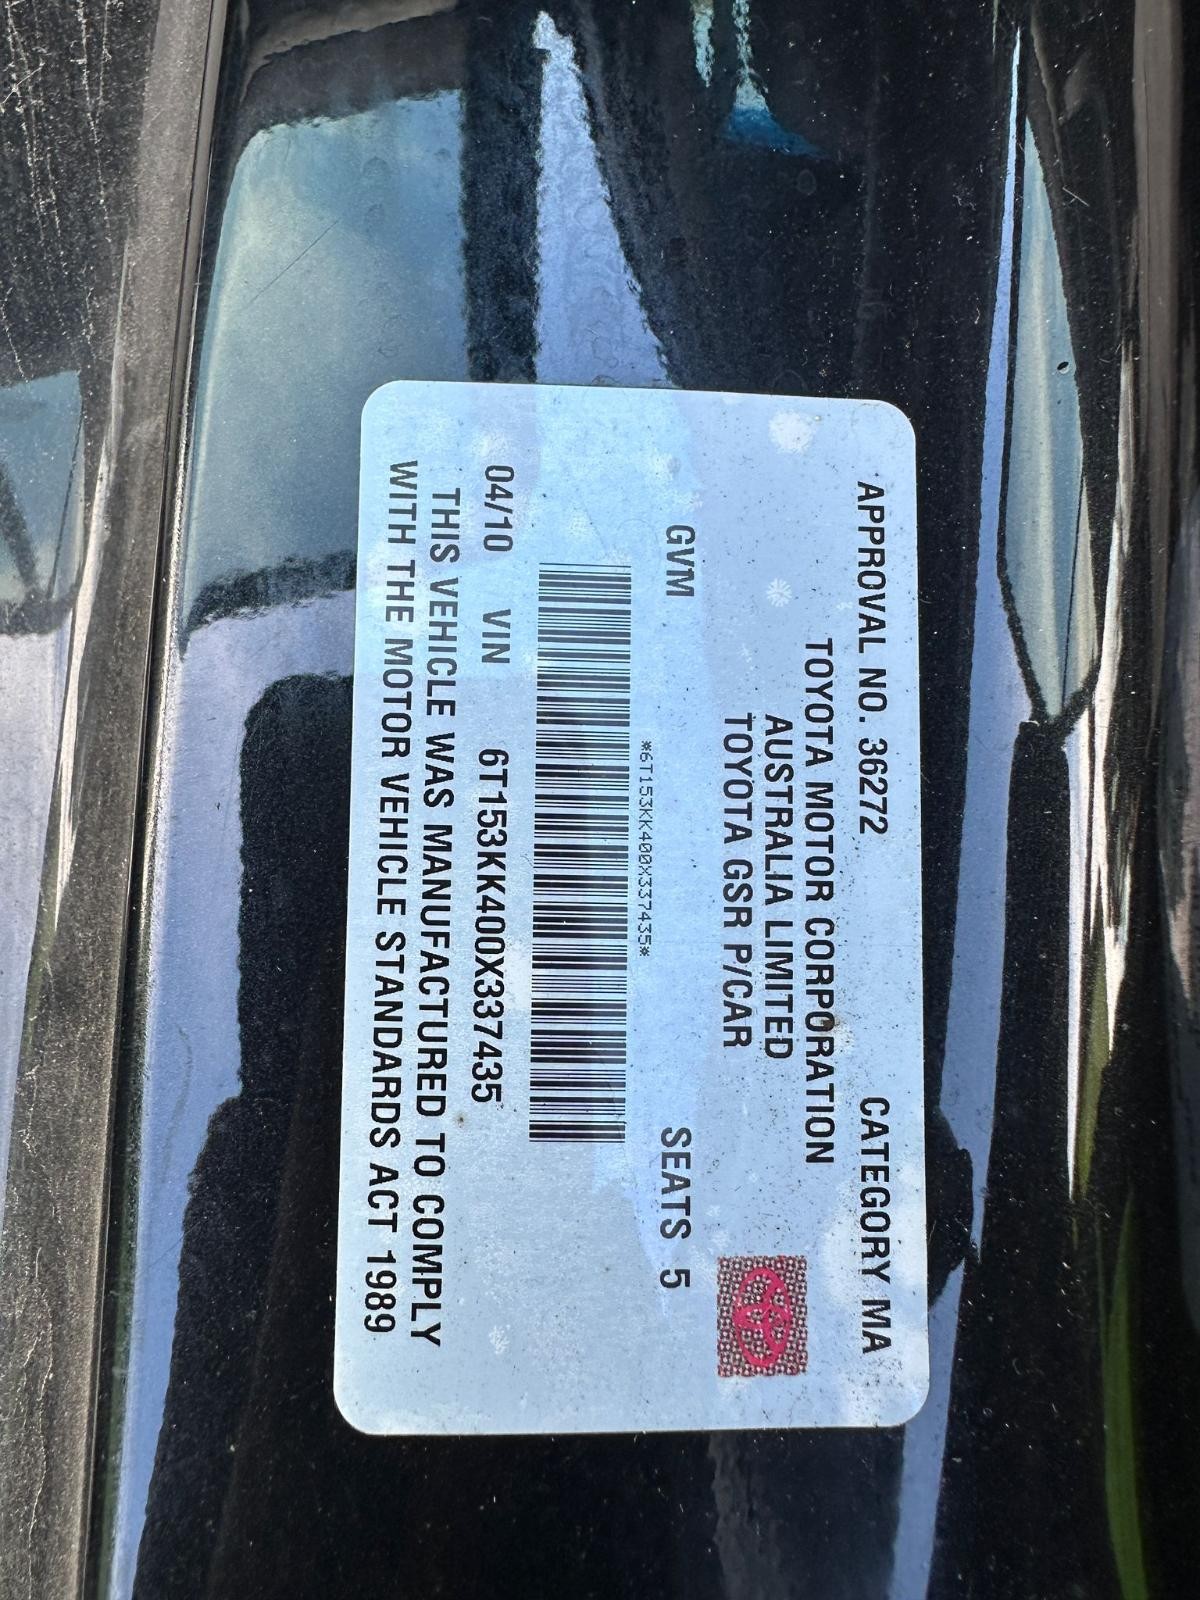 APPROVAL NO. 36272 CATEGORY MA
TOYOTA MOTOR CORPORATION
AUSTRALIA LIMITED
TOYOTA GSR P/CAR
GVM SEATS 5
*6T153KK400X337435*
04/10 VIN 6T153KK400X337435
THIS VEHICLE WAS MANUFACTURED TO COMPLY
WITH THE MOTOR VEHICLE STANDARDS ACT 1989